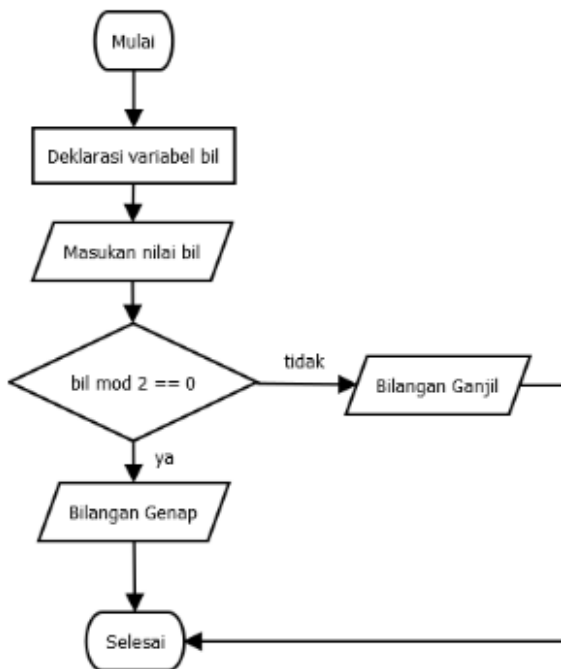 Mulai
Deklarasi variabel bil
Masukan nilai bil
bil mod 2 == 0
tidak
Bilangan Ganjil
ya
Bilangan Genap
Selesai